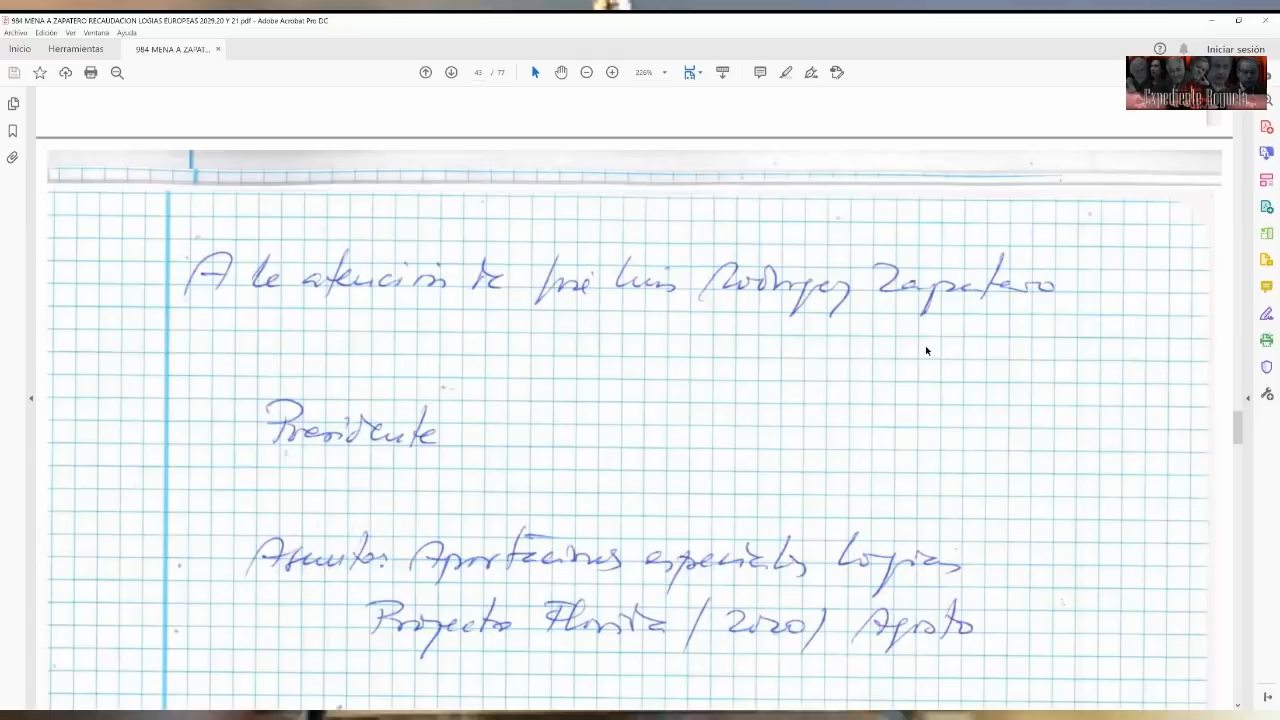 984 MENA A ZAPATERO RECAUDACION LOGIAS EUROPEAS 2029.20 Y 21.pdf - Adobe Acrobat Pro DC
Archivo Edición Ver Ventana Ayuda
Inicio Herramientas 984 MENA A ZAPAT... × Iniciar sesión
43 / 77 226%
Expediente Royuela
A la atención de José Luis Rodríguez Zapatero
Presidente
Asunto: Aportaciones especiales Logias
Proyecto Florida / 2020 / Agosto